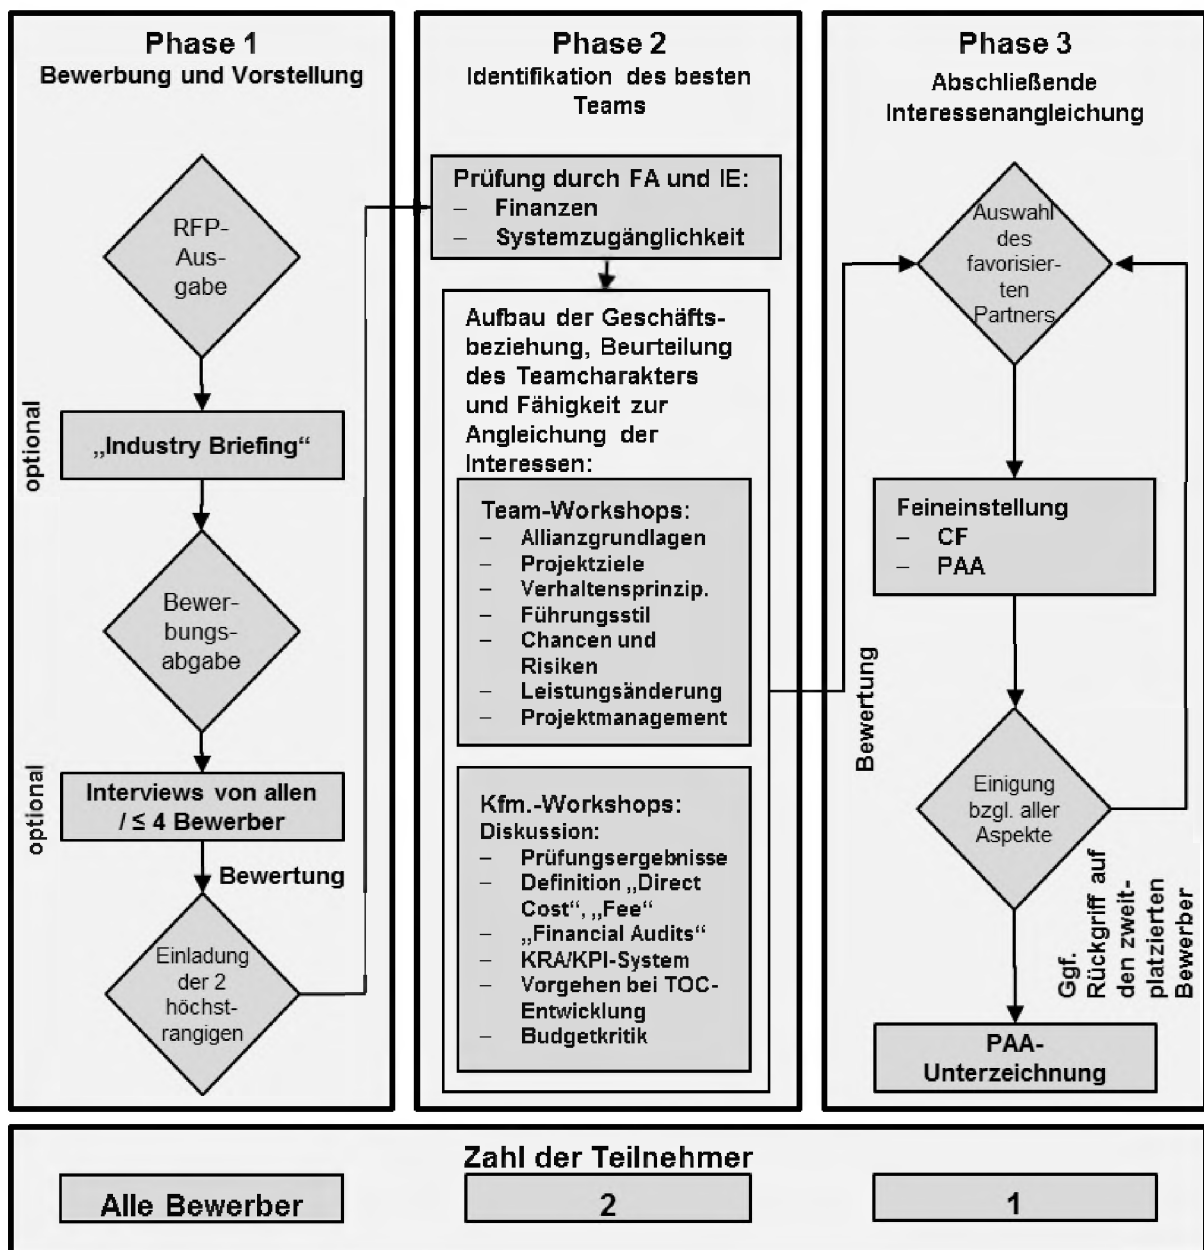 Phase 1
Bewerbung und Vorstellung
RFP-
Aus-
gabe
optional
„Industry Briefing“
Bewer-
bungs-
abgabe
optional
Interviews von allen
/ ≤ 4 Bewerber
Bewertung
Einladung
der 2
höchst-
rangigen
Phase 2
Identifikation des besten
Teams
Prüfung durch FA und IE:
– Finanzen
– Systemzugänglichkeit
Aufbau der Geschäfts-
beziehung, Beurteilung
des Teamcharakters
und Fähigkeit zur
Angleichung der
Interessen:
Team-Workshops:
– Allianzgrundlagen
– Projektziele
– Verhaltensprinzip.
– Führungsstil
– Chancen und
Risiken
– Leistungsänderung
– Projektmanagement
Kfm.-Workshops:
Diskussion:
– Prüfungsergebnisse
– Definition „Direct
Cost“, „Fee“
– „Financial Audits“
– KRA/KPI-System
– Vorgehen bei TOC-
Entwicklung
– Budgetkritik
Phase 3
Abschließende
Interessenangleichung
Auswahl
des
favorisier-
ten
Partners
Bewertung
Feineinstellung
– CF
– PAA
Einigung
bzgl. aller
Aspekte
Ggf.
Rückgriff auf
den zweit-
platzierten
Bewerber
PAA-
Unterzeichnung
Zahl der Teilnehmer
Alle Bewerber
2
1